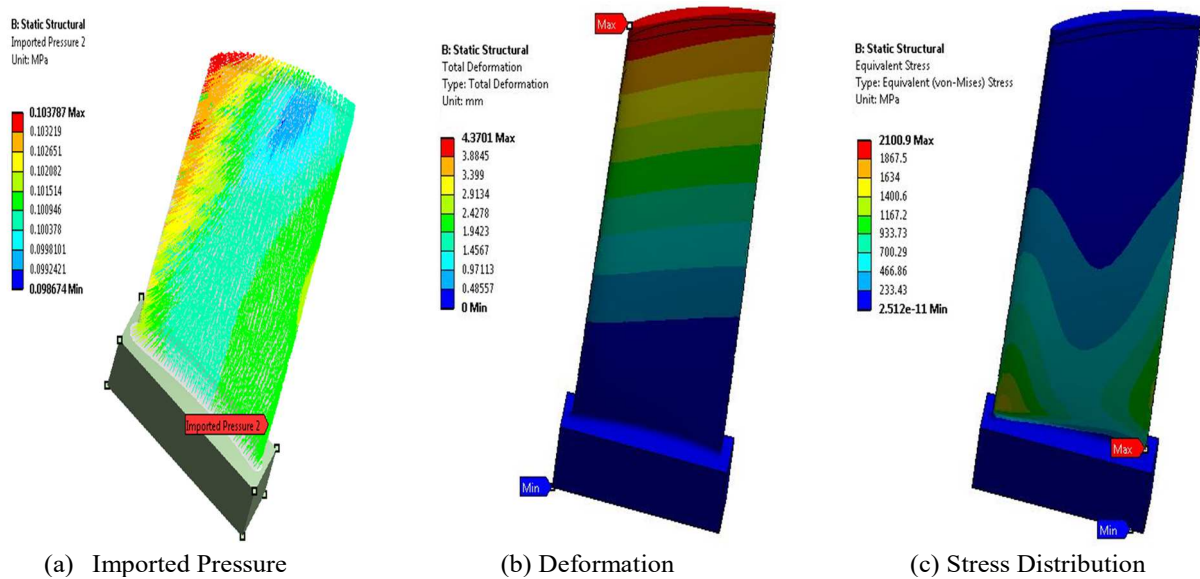 B: Static Structural
Imported Pressure 2
Unit: MPa
0.103787 Max
0.103219
0.102651
0.102082
0.101514
0.100946
0.100378
0.0998101
0.0992421
0.098674 Min
Imported Pressure 2
(a) Imported Pressure
Max
B: Static Structural
Total Deformation
Type: Total Deformation
Unit: mm
4.3701 Max
3.8845
3.399
2.9134
2.4278
1.9423
1.4567
0.97113
0.48557
0 Min
Min
(b) Deformation
B: Static Structural
Equivalent Stress
Type: Equivalent (von-Mises) Stress
Unit: MPa
2100.9 Max
1867.5
1634
1400.6
1167.2
933.73
700.29
466.86
233.43
2.512e-11 Min
Max
Min
(c) Stress Distribution